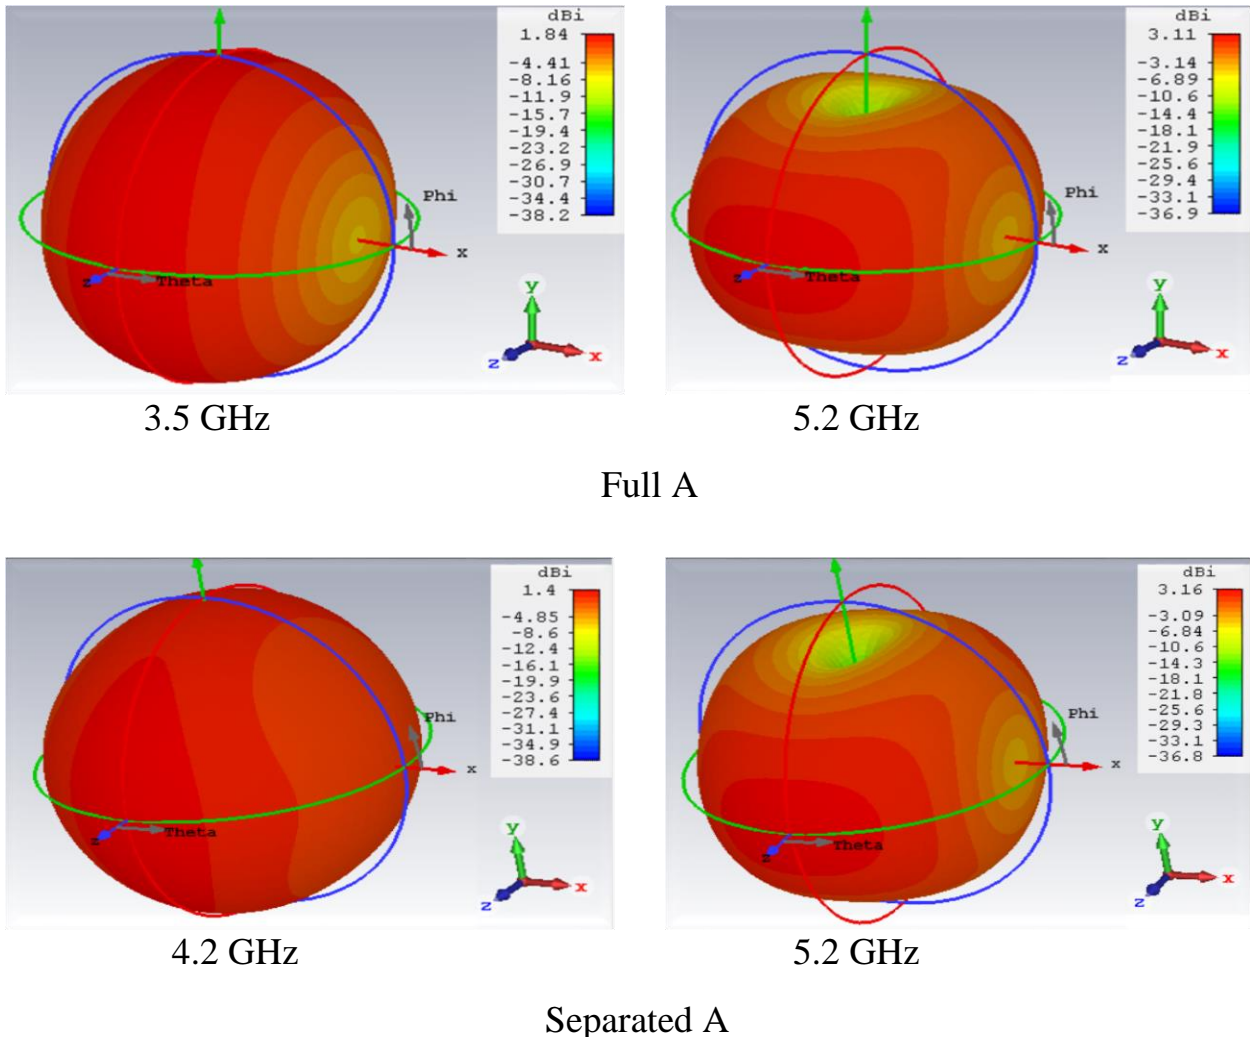 dBi
1.84
-4.41
-8.16
-11.9
-15.7
-19.4
-23.2
-26.9
-30.7
-34.4
-38.2
Phi
x
z
Theta
y
z
x
3.5 GHz
dBi
3.11
-3.14
-6.89
-10.6
-14.4
-18.1
-21.9
-25.6
-29.4
-33.1
-36.9
Phi
x
z
Theta
y
z
x
5.2 GHz
Full A
dBi
1.4
-4.85
-8.6
-12.4
-16.1
-19.9
-23.6
-27.4
-31.1
-34.9
-38.6
Phi
x
z
Theta
y
z
x
4.2 GHz
dBi
3.16
-3.09
-6.84
-10.6
-14.3
-18.1
-21.8
-25.6
-29.3
-33.1
-36.8
Phi
x
z
Theta
y
z
x
5.2 GHz
Separated A